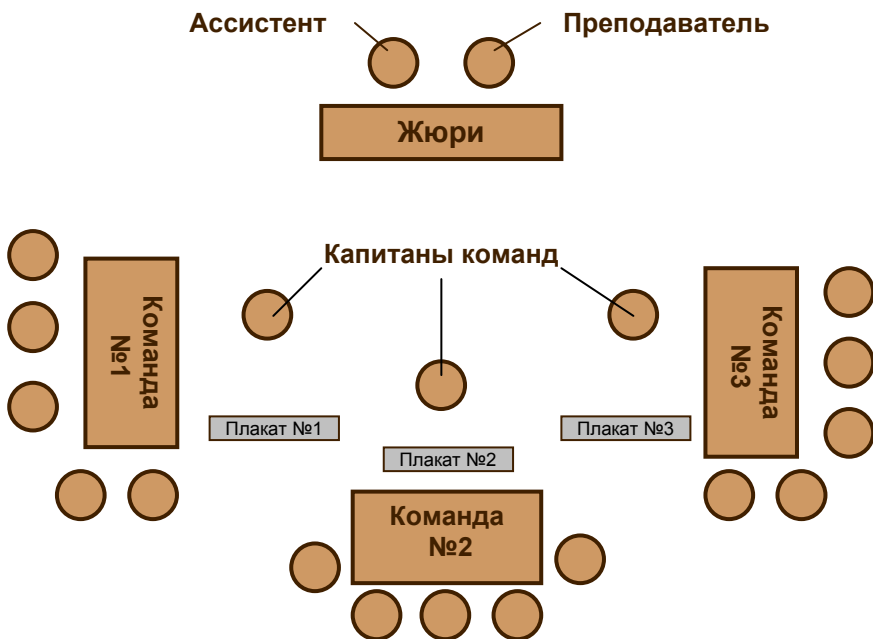 Ассистент
Преподаватель
Жюри
Капитаны команд
Команда
№1
Команда
№3
Плакат №1
Плакат №3
Плакат №2
Команда
№2